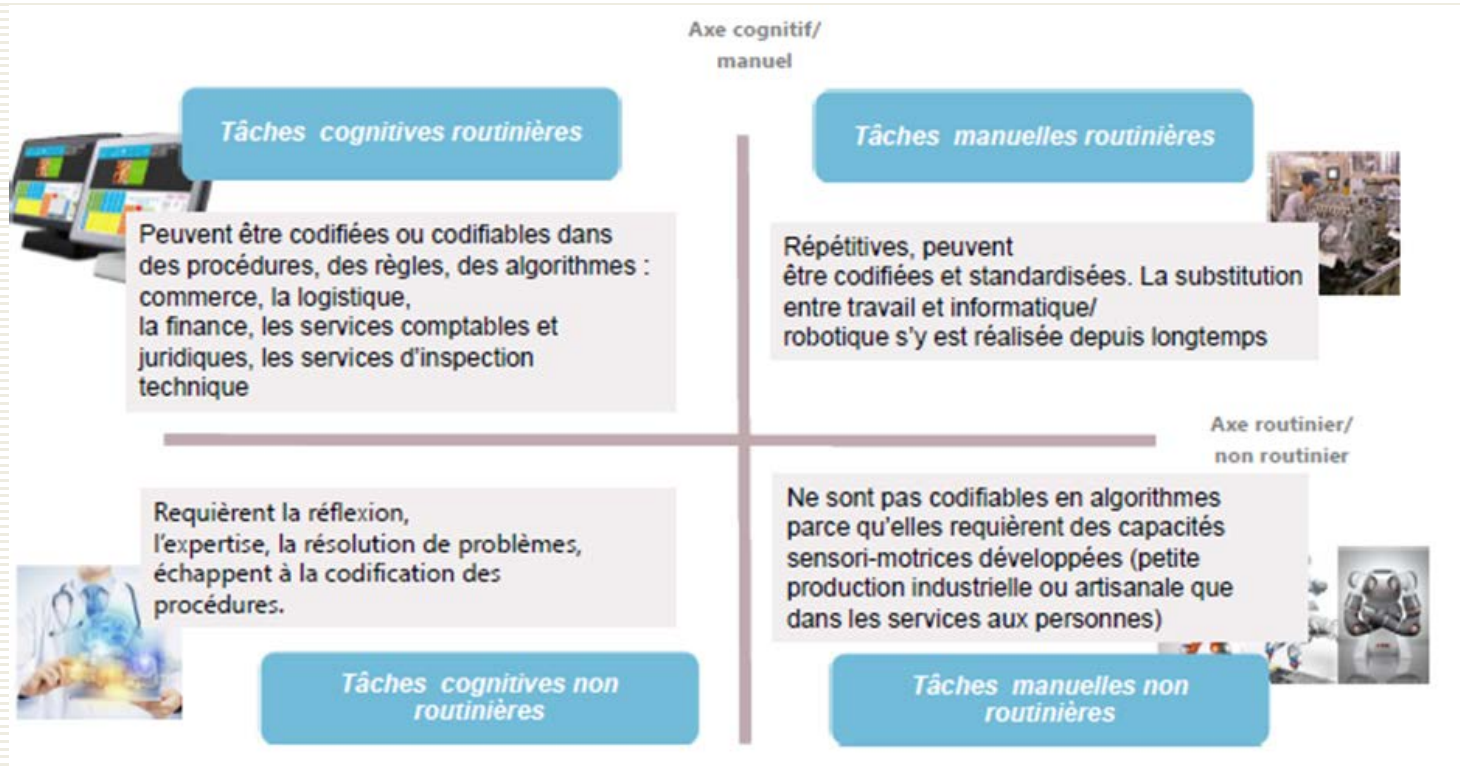 Axe cognitif/
manuel
Tâches cognitives routinières
Tâches manuelles routinières
Peuvent être codifiées ou codifiables dans
des procédures, des règles, des algorithmes :
commerce, la logistique,
la finance, les services comptables et
juridiques, les services d'inspection
technique
Répétitives, peuvent
être codifiées et standardisées. La substitution
entre travail et informatique/
robotique s'y est réalisée depuis longtemps
Axe routinier/
non routinier
Requièrent la réflexion,
l'expertise, la résolution de problèmes,
échappent à la codification des
procédures.
Ne sont pas codifiables en algorithmes
parce qu'elles requièrent des capacités
sensori-motrices développées (petite
production industrielle ou artisanale que
dans les services aux personnes)
Tâches cognitives non
routinières
Tâches manuelles non
routinières